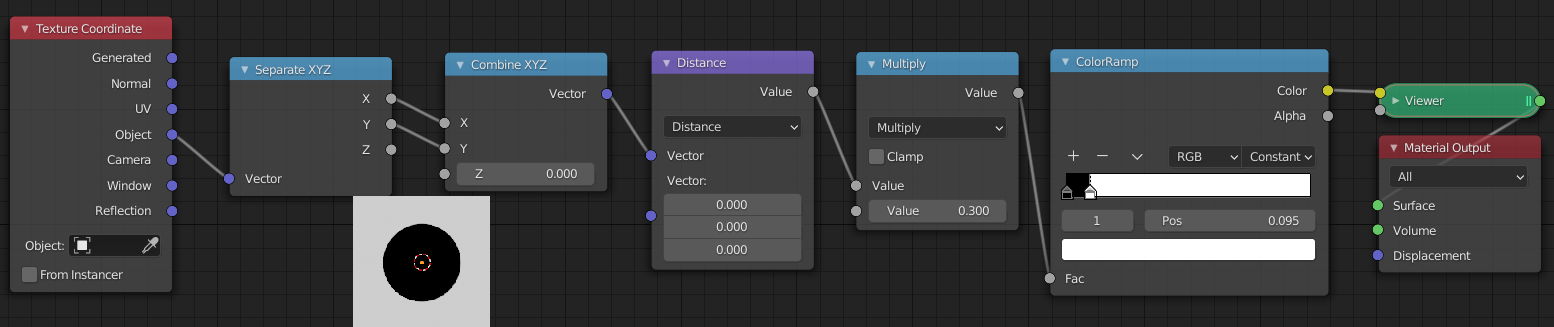 Texture Coordinate
Generated
Normal
UV
Object
Camera
Window
Reflection
Object:
From Instancer
Separate XYZ
X
Y
Z
Vector
Combine XYZ
Vector
X
Y
Z 0.000
Distance
Value
Distance
Vector
Vector:
0.000
0.000
0.000
Multiply
Value
Multiply
Clamp
Value
Value 0.300
ColorRamp
Color
Alpha
RGB Constant
1 Pos 0.095
Fac
Viewer
Material Output
All
Surface
Volume
Displacement